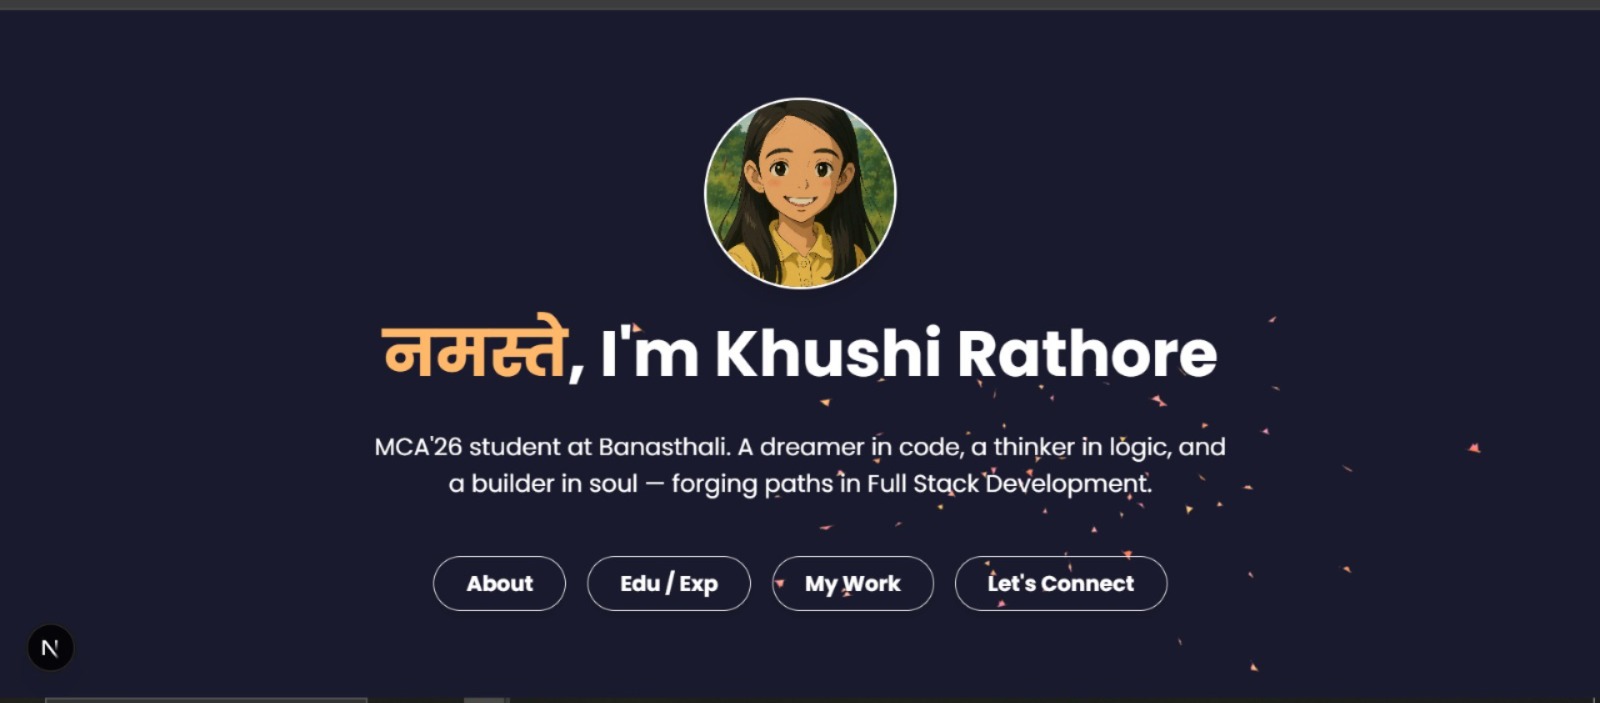 नमस्ते, I'm Khushi Rathore
MCA'26 student at Banasthali. A dreamer in code, a thinker in logic, and
a builder in soul — forging paths in Full Stack Development.
About
Edu / Exp
My Work
Let's Connect
N